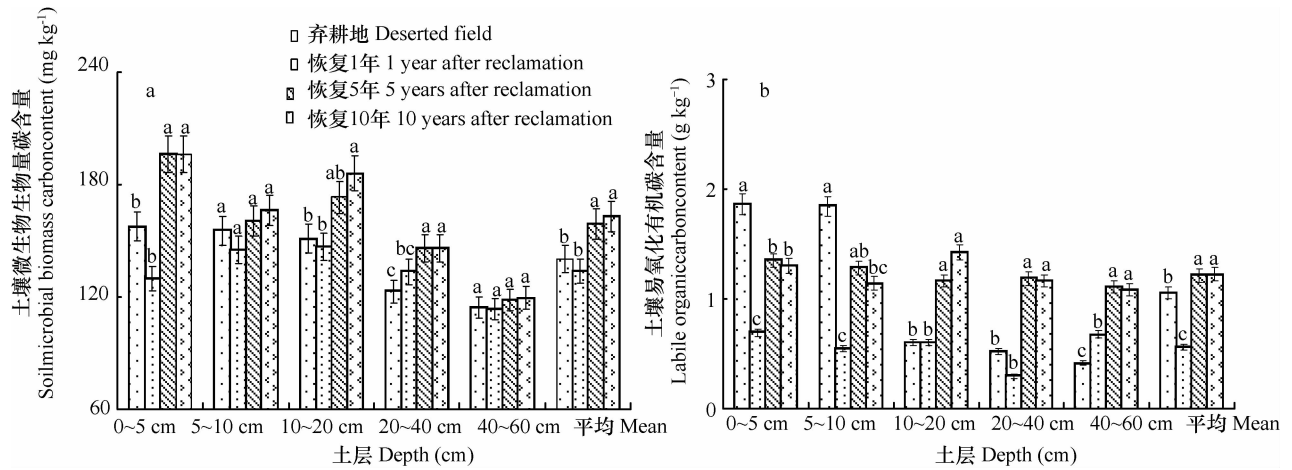 土壤微生物生物量碳含量
Soilmicrobial biomass carboncontent (mg kg⁻¹)
240
180
120
60
a
弃耕地 Deserted field
恢复1年 1 year after reclamation
恢复5年 5 years after reclamation
恢复10年 10 years after reclamation
b b a a
a a a a
b b ab a
c bc a a
a a a a
b b a a
0~5 cm 5~10 cm 10~20 cm 20~40 cm 40~60 cm 平均 Mean
土层 Depth (cm)
土壤易氧化有机碳含量
Labile organiccarboncontent (g kg⁻¹)
3
2
1
0
b
a c b b
a c ab bc
b b a a
b b a a
c b a a
b c a a
0~5 cm 5~10 cm 10~20 cm 20~40 cm 40~60 cm 平均 Mean
土层 Depth (cm)